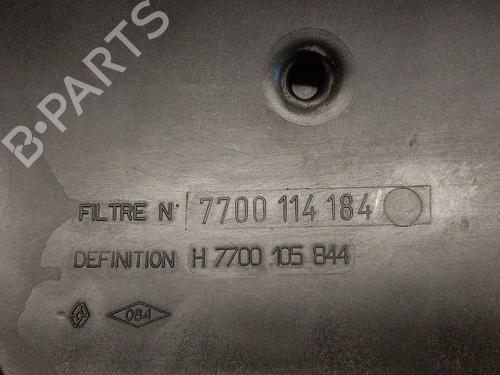 B-PARTS
FILTRE N° 7700 114 184
DEFINITION H 7700 105 844
084